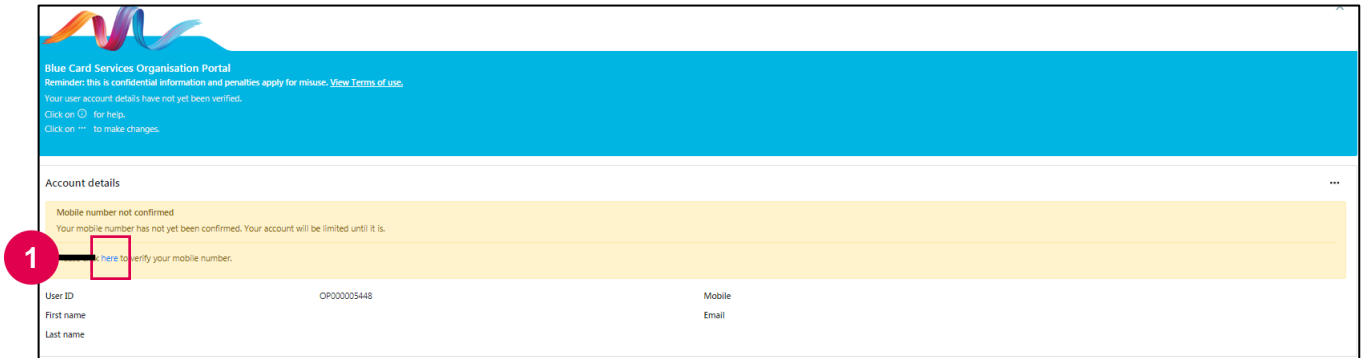 Blue Card Services Organisation Portal
Reminder: this is confidential information and penalties apply for misuse. View Terms of use.
Your user account details have not yet been verified.
Click on ⓘ for help.
Click on ··· to make changes.
Account details ···
Mobile number not confirmed
Your mobile number has not yet been confirmed. Your account will be limited until it is.
1 here to verify your mobile number.
User ID OP000005448 Mobile
First name Email
Last name